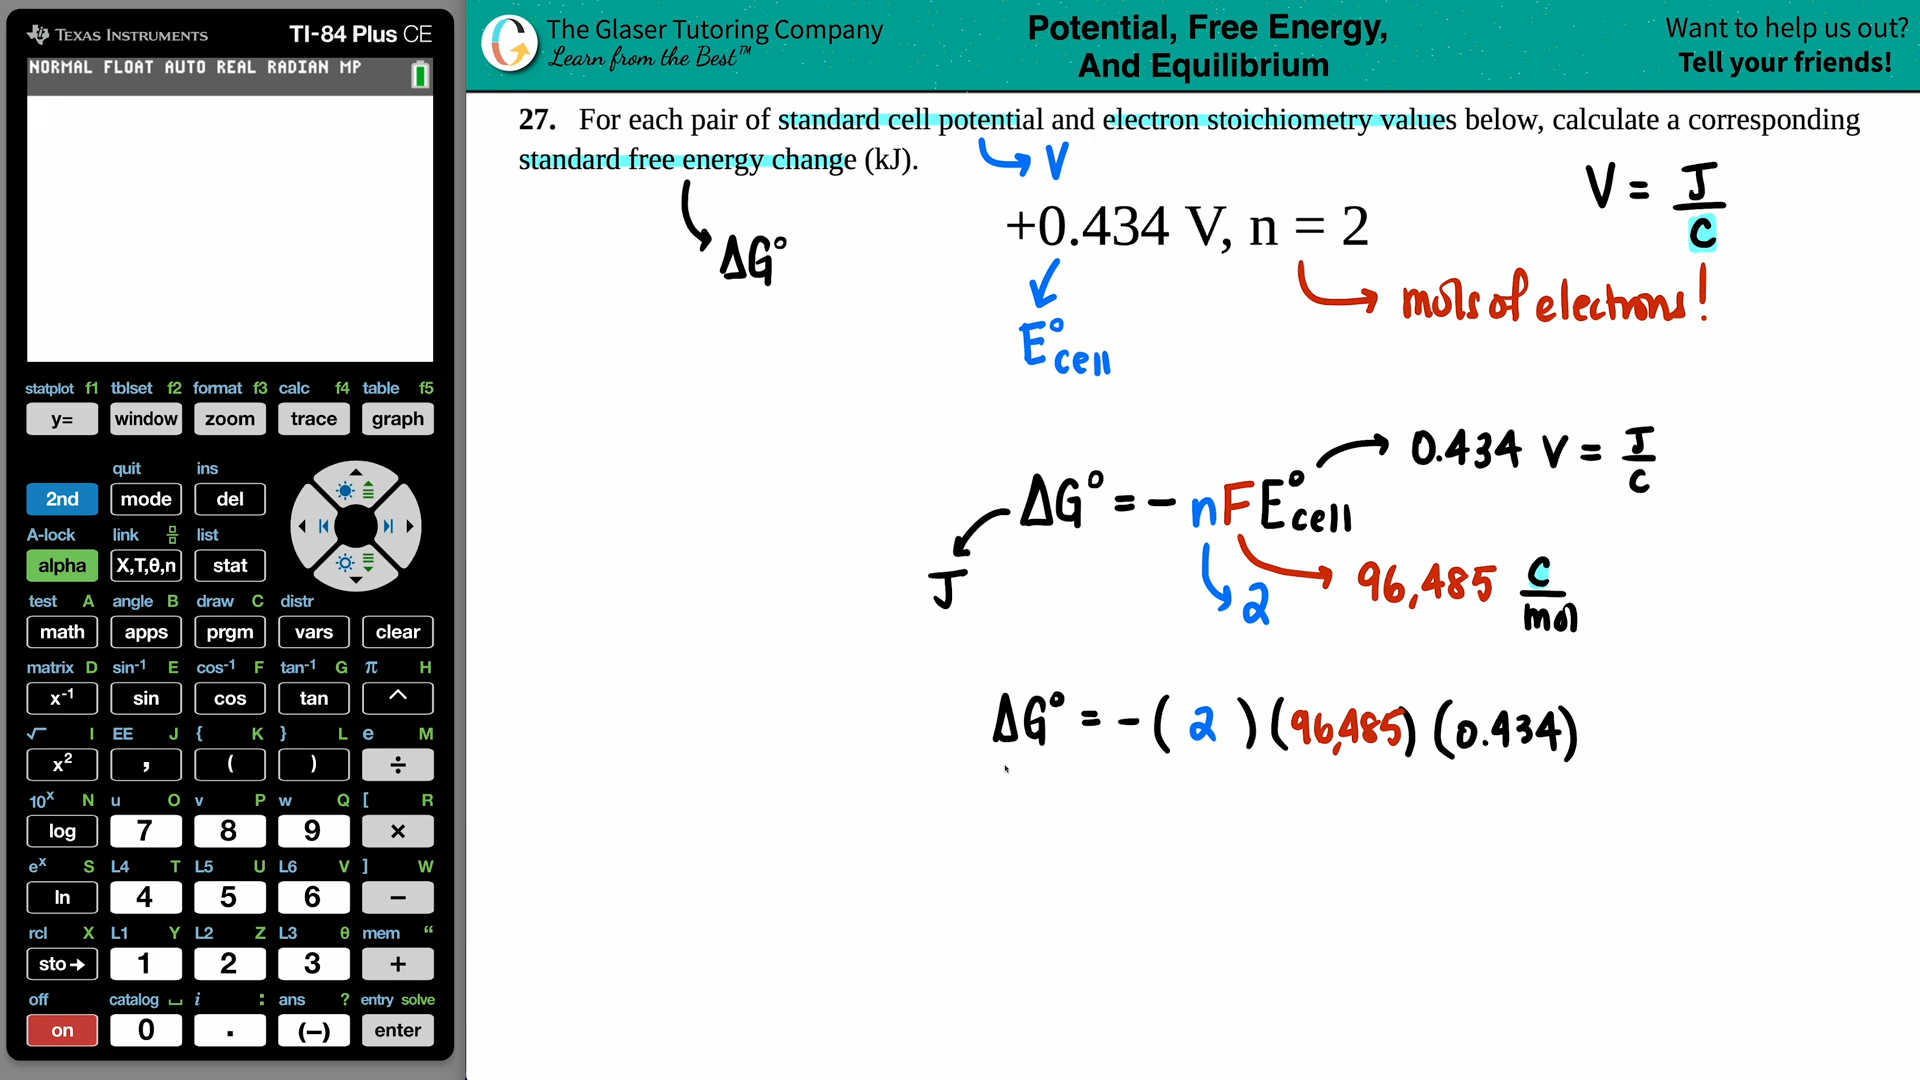 TEXAS INSTRUMENTS TI-84 Plus CE
NORMAL FLOAT AUTO REAL RADIAN MP
statplot f1 tblset f2 format f3 calc f4 table f5
y= window zoom trace graph
quit ins
2nd mode del
A-lock link list
alpha X,T,θ,n stat
test A angle B draw C distr
math apps prgm vars clear
matrix D sin⁻¹ E cos⁻¹ F tan⁻¹ G π H
x⁻¹ sin cos tan ^
√ I EE J { K } L e M
x² , ( ) ÷
10ˣ N u O v P w Q [ R
log 7 8 9 ×
eˣ S L4 T L5 U L6 V ] W
ln 4 5 6 −
rcl X L1 Y L2 Z L3 θ mem “
sto→ 1 2 3 +
off catalog ⎵ i : ans ? entry solve
on 0 . (−) enter
The Glaser Tutoring Company
Learn from the Best™
Potential, Free Energy,
And Equilibrium
Want to help us out?
Tell your friends!
27. For each pair of standard cell potential and electron stoichiometry values below, calculate a corresponding
standard free energy change (kJ).
V
V = J/C
+0.434 V, n = 2
ΔG°
mols of electrons!
E°cell
0.434 V = J/C
ΔG° = - nFE°cell
J
2
96,485 C/mol
ΔG° = - ( 2 ) (96,485) (0.434)